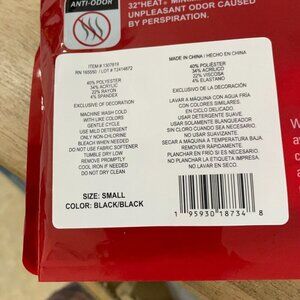 ANTI-ODOR
32°HEAT®
UNPLEASANT ODOR CAUSED
BY PERSPIRATION.
ITEM # 1307819
40% POLYESTER
34% ACRYLIC
22% RAYON
4% SPANDEX
EXCLUSIVE OF DECORATION
MACHINE WASH COLD
WITH LIKE COLORS
GENTLE CYCLE
USE MILD DETERGENT
ONLY NON-CHLORINE
BLEACH WHEN NEEDED
DO NOT USE FABRIC SOFTENER
TUMBLE DRY LOW
REMOVE PROMPTLY
COOL IRON IF NEEDED
DO NOT DRY CLEAN
SIZE: SMALL
COLOR: BLACK/BLACK
MADE IN CHINA / HECHO EN CHINA
40% POLIÉSTER
34% ACRÍLICO
22% VISCOSA
4% ELASTANO
EXCLUSIVO DE LA DECORACIÓN
LAVAR A MÁQUINA CON AGUA FRÍA
CON COLORES SIMILARES
EN CICLO DELICADO.
USAR DETERGENTE SUAVE
USAR SOLAMENTE BLANQUEADOR
SIN CLORO CUANDO SEA NECESARIO.
NO USAR SUAVIZANTE.
SECAR A MÁQUINA A TEMPERATURA BAJA
REMOVER RÁPIDAMENTE.
PLANCHAR EN FRÍO SI ES NECESARIO.
NO PLANCHAR LA ETIQUETA IMPRESA.
NO LAVAR EN SECO.
1 95930 18734 8